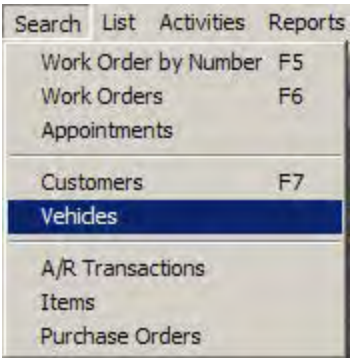 Search List Activities Reports
Work Order by Number F5
Work Orders F6
Appointments
Customers F7
Vehicles
A/R Transactions
Items
Purchase Orders